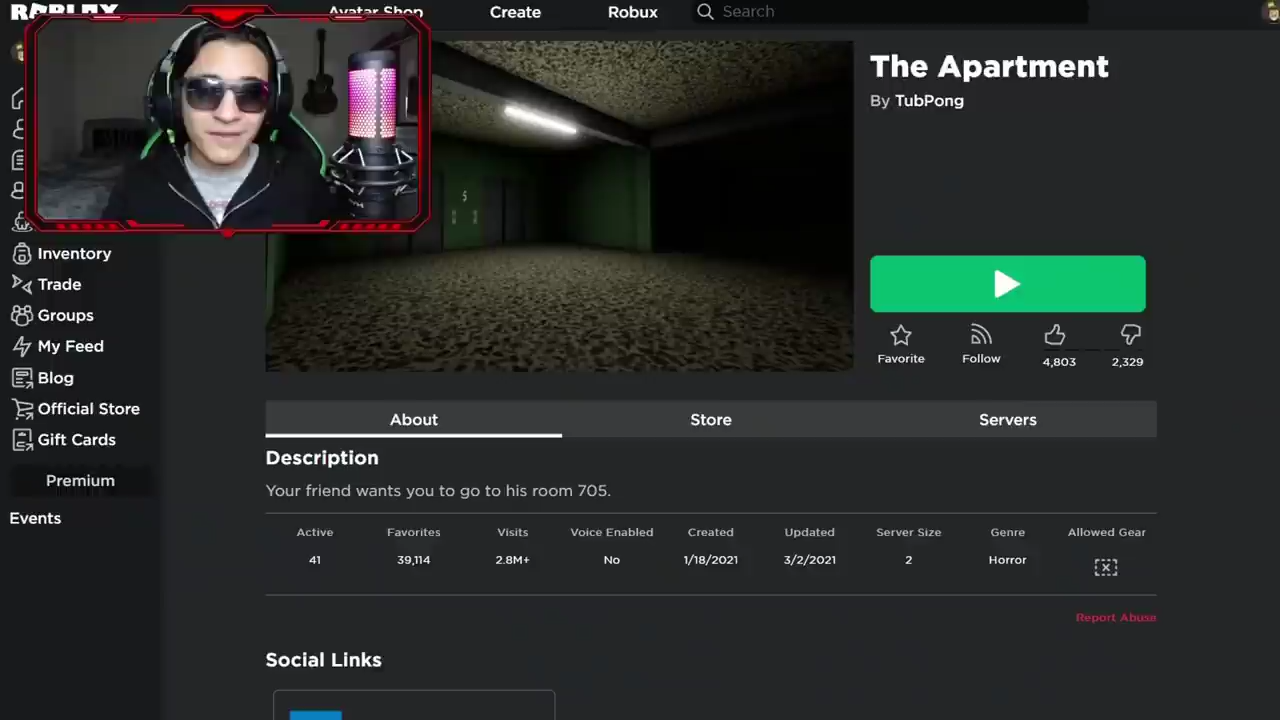 ROBLOX
Avatar Shop
Create
Robux
Search
The Apartment
By TubPong
5
Inventory
Trade
Groups
My Feed
Blog
Official Store
Gift Cards
Premium
Events
Favorite
Follow
4,803
2,329
About
Store
Servers
Description
Your friend wants you to go to his room 705.
Active
Favorites
Visits
Voice Enabled
Created
Updated
Server Size
Genre
Allowed Gear
41
39,114
2.8M+
No
1/18/2021
3/2/2021
2
Horror
Report Abuse
Social Links